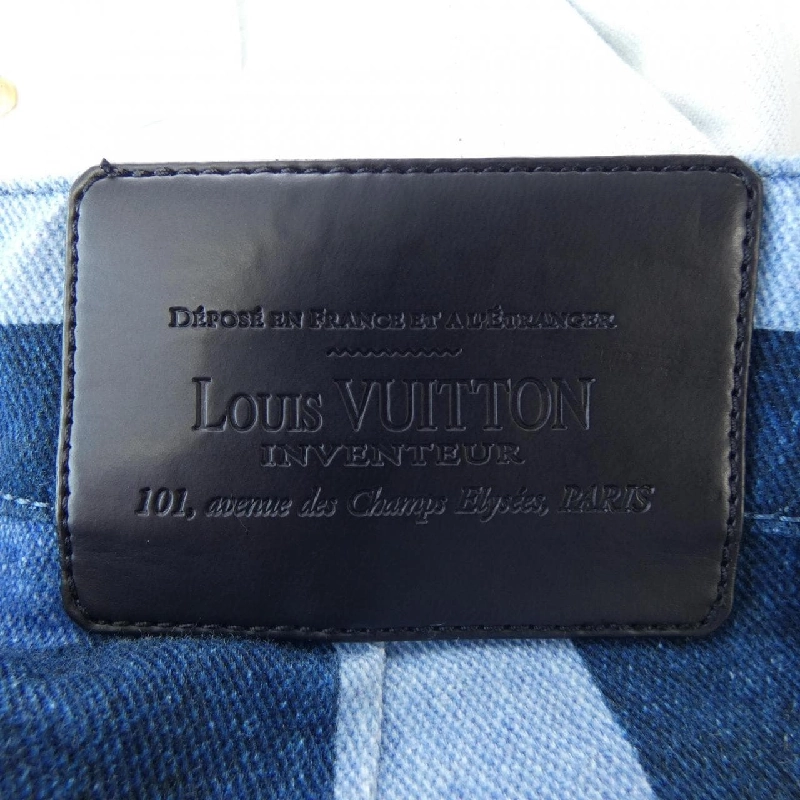 DÉPOSÉ EN FRANCE ET A L'ÉTRANGER
LOUIS VUITTON
INVENTEUR
101, avenue des Champs Elysées, PARIS